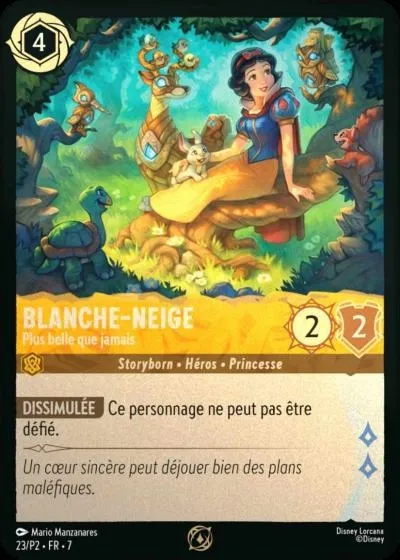 4
BLANCHE-NEIGE
Plus belle que jamais
2
2
Storyborn • Héros • Princesse
DISSIMULÉE Ce personnage ne peut pas être
défié.
Un cœur sincère peut déjouer bien des plans
maléfiques.
Mario Manzanares
23/P2 • FR • 7
Disney Lorcana
©Disney